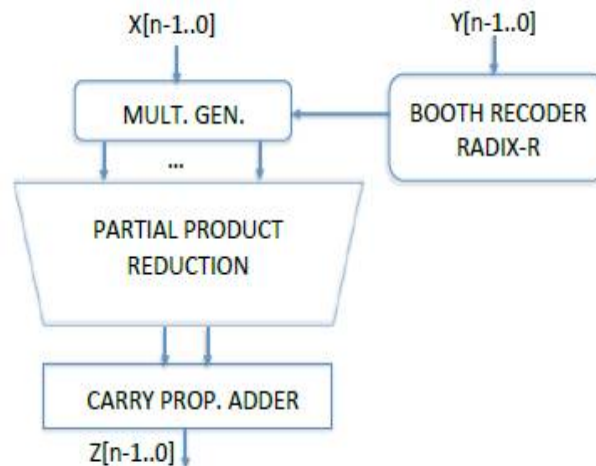 X[n-1..0]
Y[n-1..0]
MULT. GEN.
BOOTH RECODER
RADIX-R
...
PARTIAL PRODUCT
REDUCTION
CARRY PROP. ADDER
Z[n-1..0]